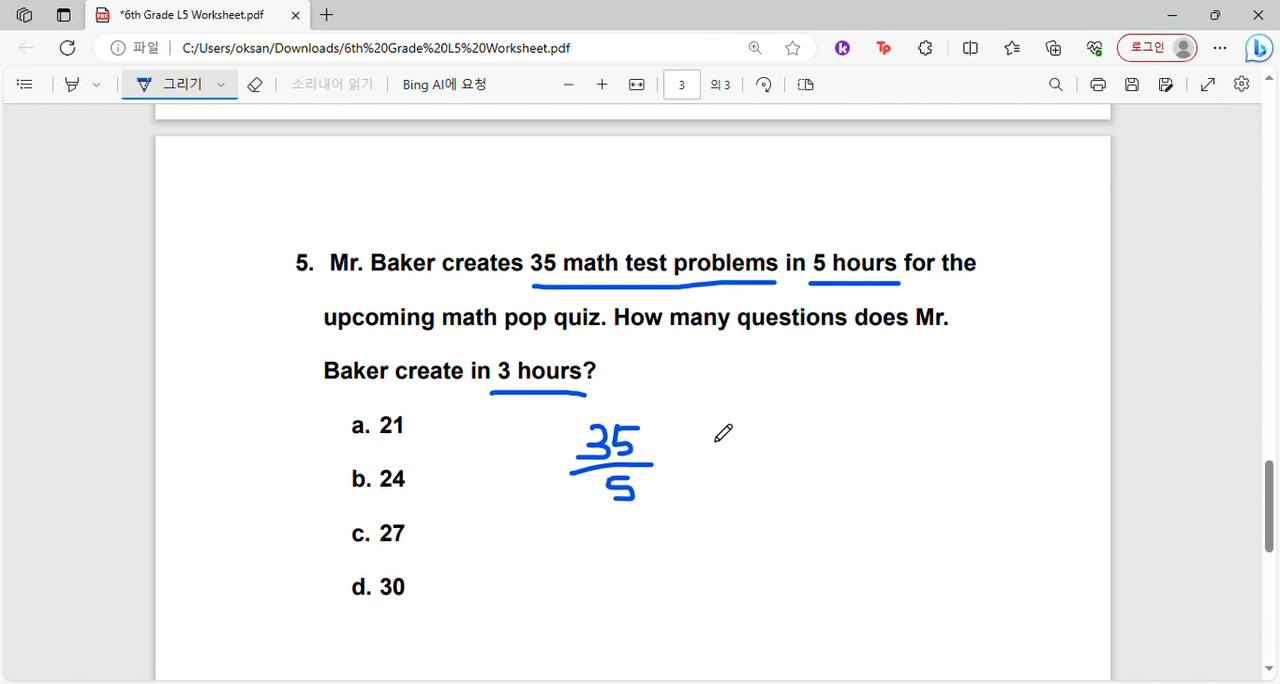 *6th Grade L5 Worksheet.pdf
파일 C:/Users/oksan/Downloads/6th%20Grade%20L5%20Worksheet.pdf
로그인
그리기 소리내어 읽기 Bing AI에 요청 3 의 3
5. Mr. Baker creates 35 math test problems in 5 hours for the
upcoming math pop quiz. How many questions does Mr.
Baker create in 3 hours?
a. 21
b. 24
c. 27
d. 30
35
5